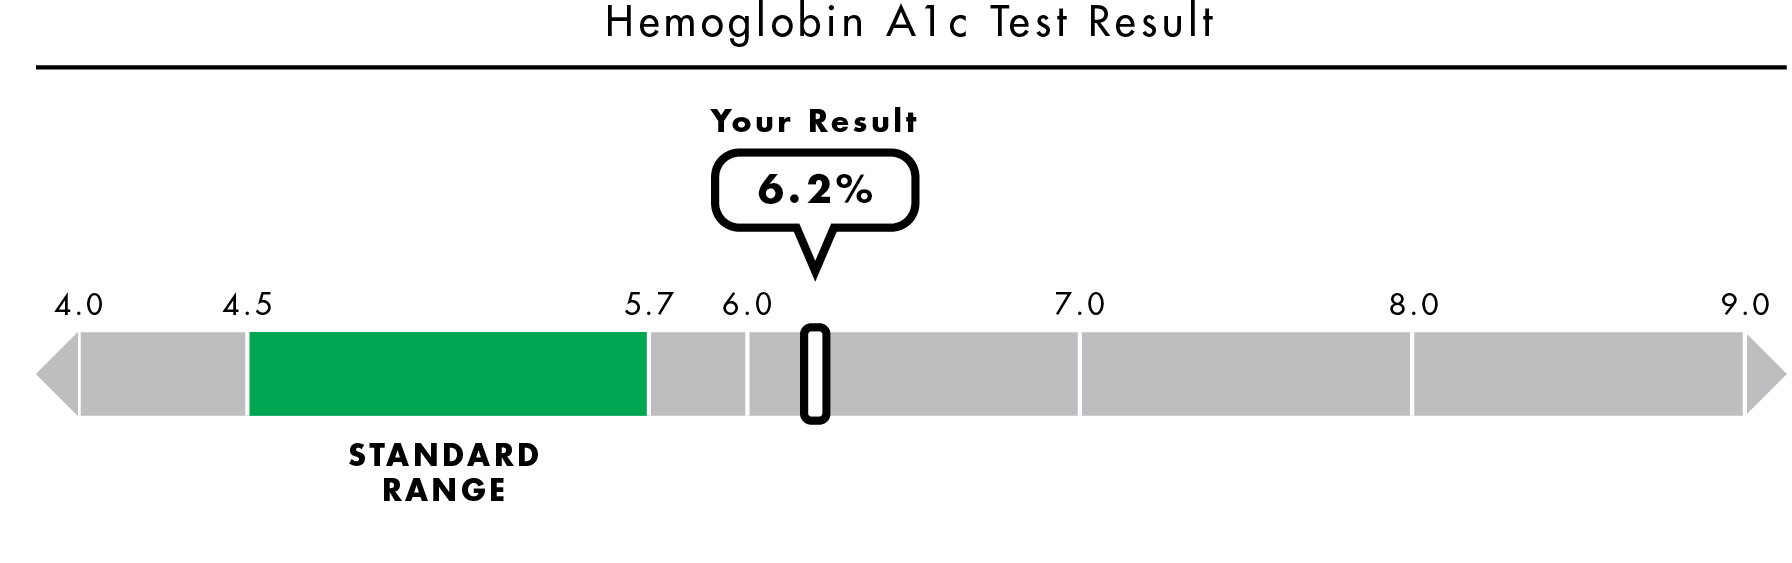 Hemoglobin A1c Test Result
Your Result
6.2%
4.0 4.5 5.7 6.0 7.0 8.0 9.0
STANDARD
RANGE